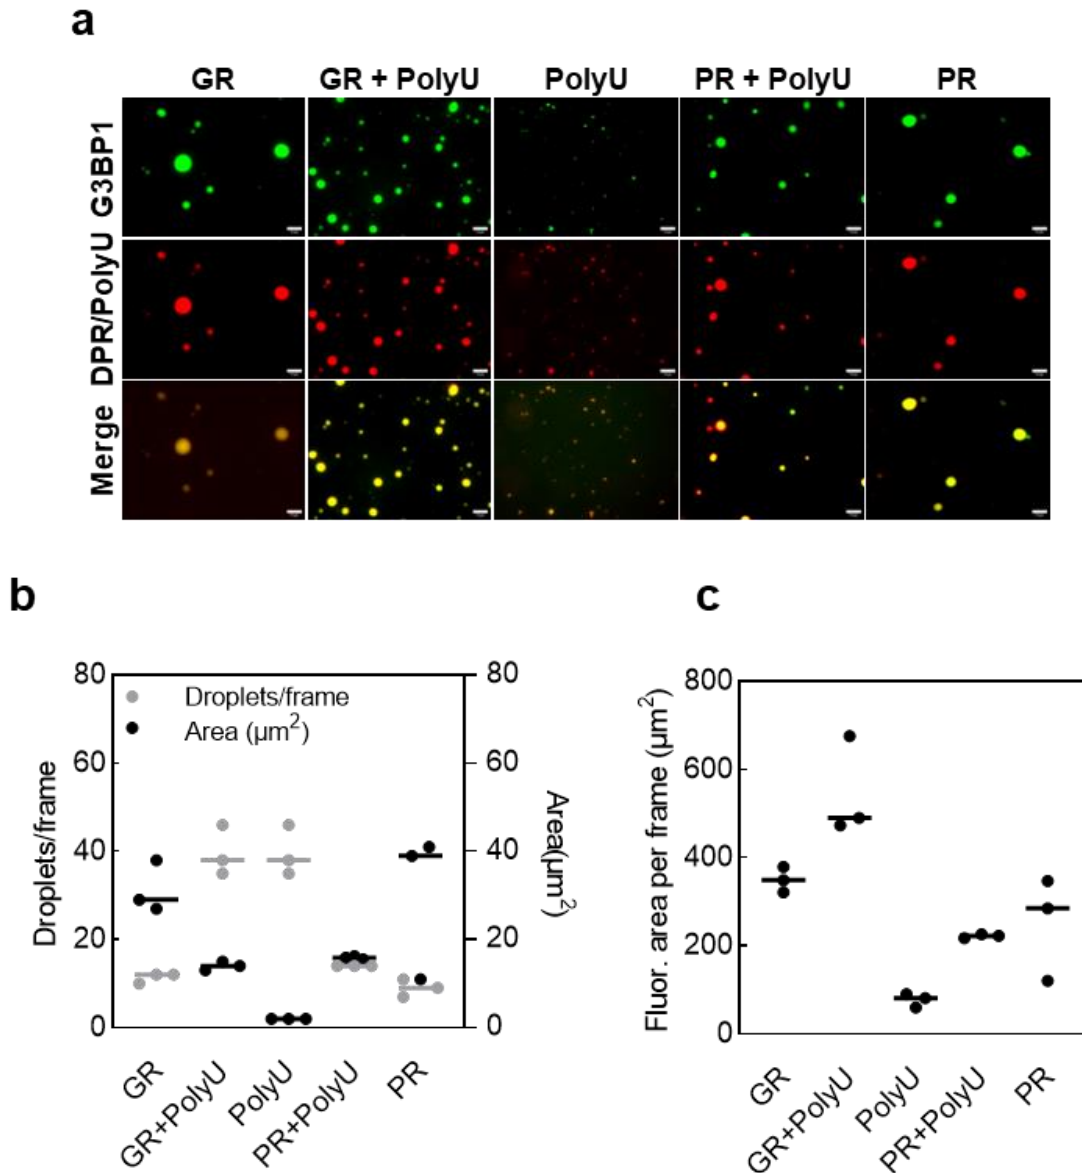 a
GR GR + PolyU PolyU PR + PolyU PR
G3BP1
DPR/PolyU
Merge
b
80
60
40
20
0
Droplets/frame
Droplets/frame
Area (µm²)
80
60
40
20
0
Area(µm²)
GR
GR+PolyU
PolyU
PR+PolyU
PR
c
800
600
400
200
0
Fluor. area per frame (µm²)
GR
GR+PolyU
PolyU
PR+PolyU
PR